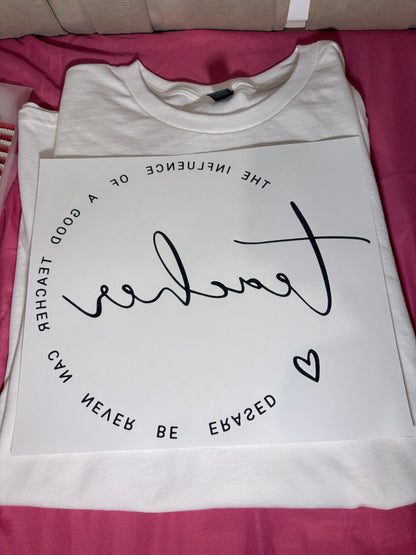 THE INFLUENCE OF A GOOD TEACHER CAN NEVER BE ERASED
teacher